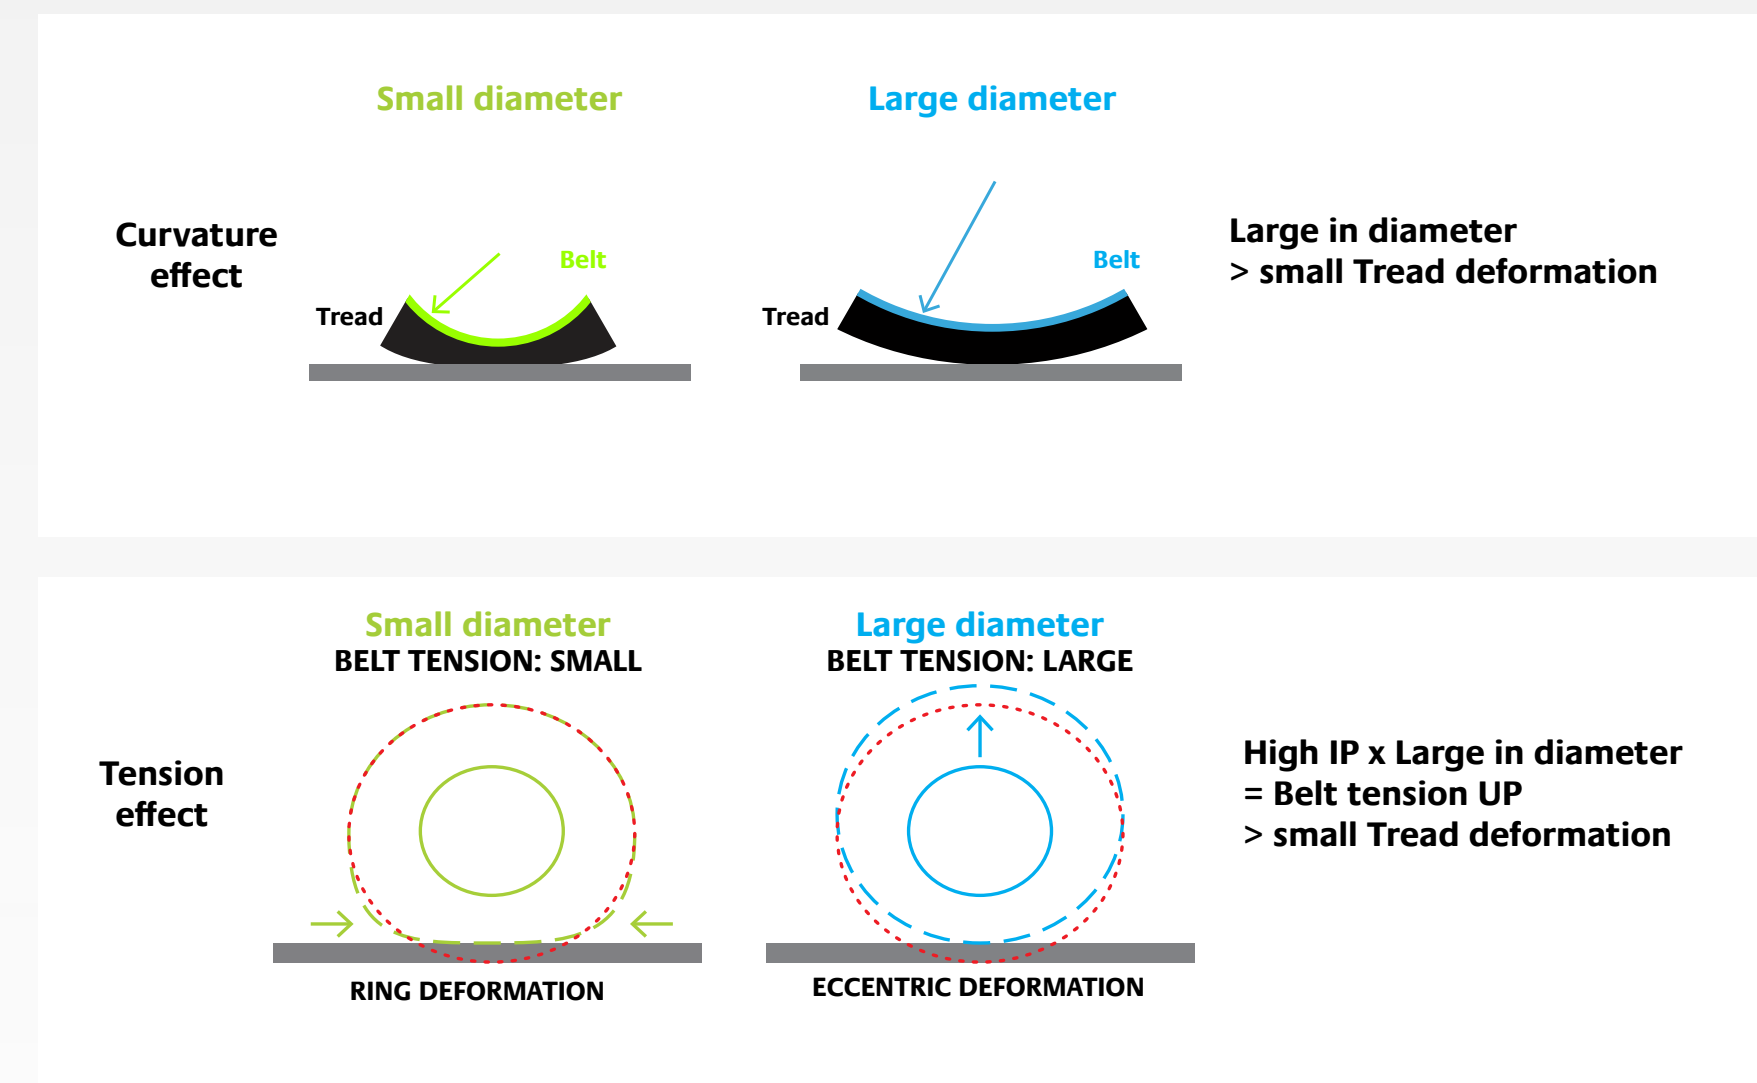 Small diameter
Large diameter
Curvature
effect
Belt
Tread
Belt
Tread
Large in diameter
> small Tread deformation
Small diameter
BELT TENSION: SMALL
Large diameter
BELT TENSION: LARGE
Tension
effect
High IP x Large in diameter
= Belt tension UP
> small Tread deformation
RING DEFORMATION
ECCENTRIC DEFORMATION